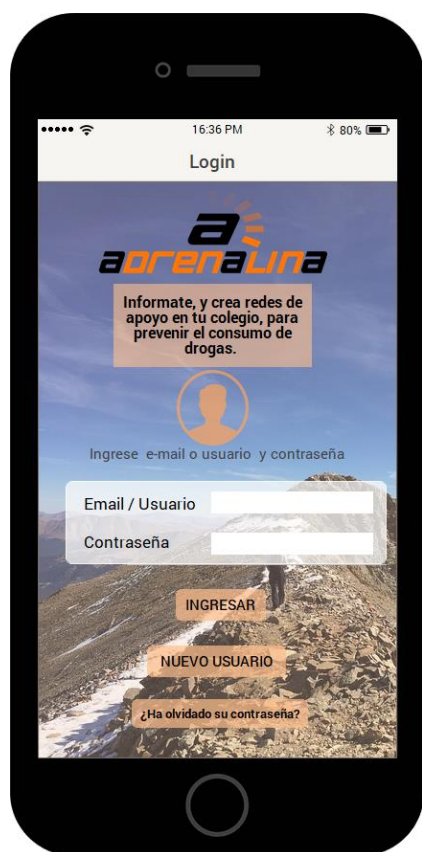 16:36 PM
80%
Login
a
adrenalina
Informate, y crea redes de
apoyo en tu colegio, para
prevenir el consumo de
drogas.
Ingrese e-mail o usuario y contraseña
Email / Usuario
Contraseña
INGRESAR
NUEVO USUARIO
¿Ha olvidado su contraseña?